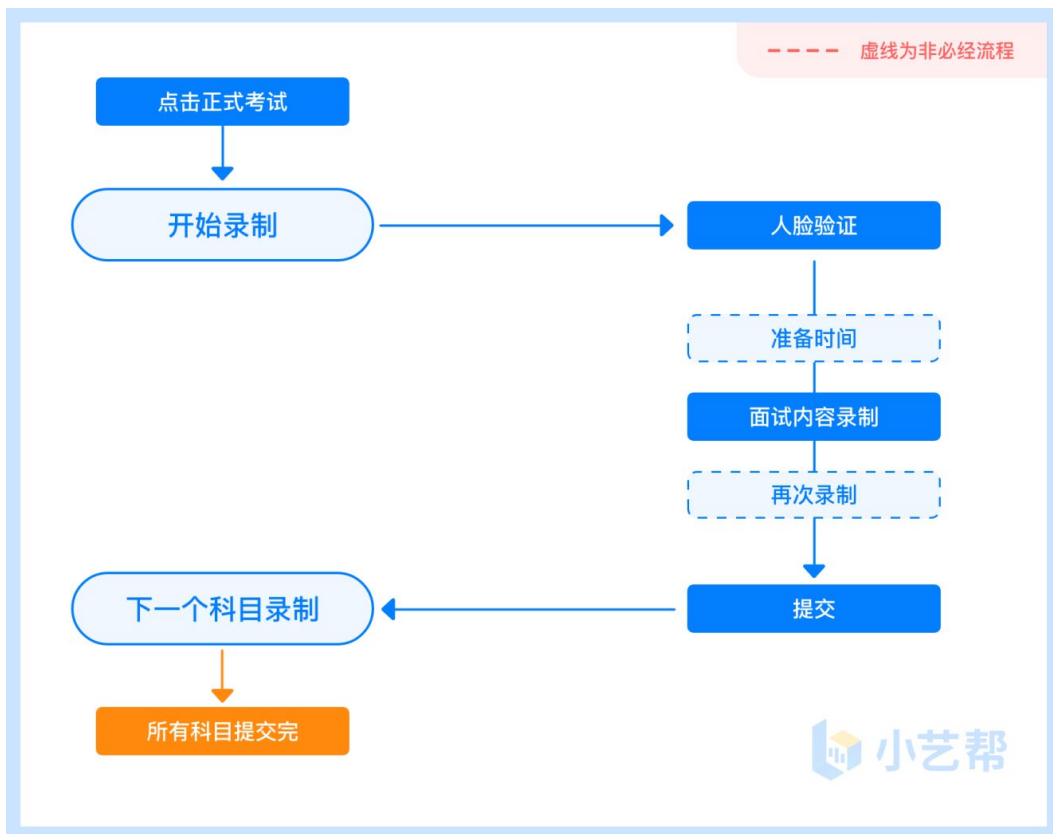 虚线为非必经流程
点击正式考试
开始录制
人脸验证
准备时间
面试内容录制
再次录制
提交
下一个科目录制
所有科目提交完
小艺帮